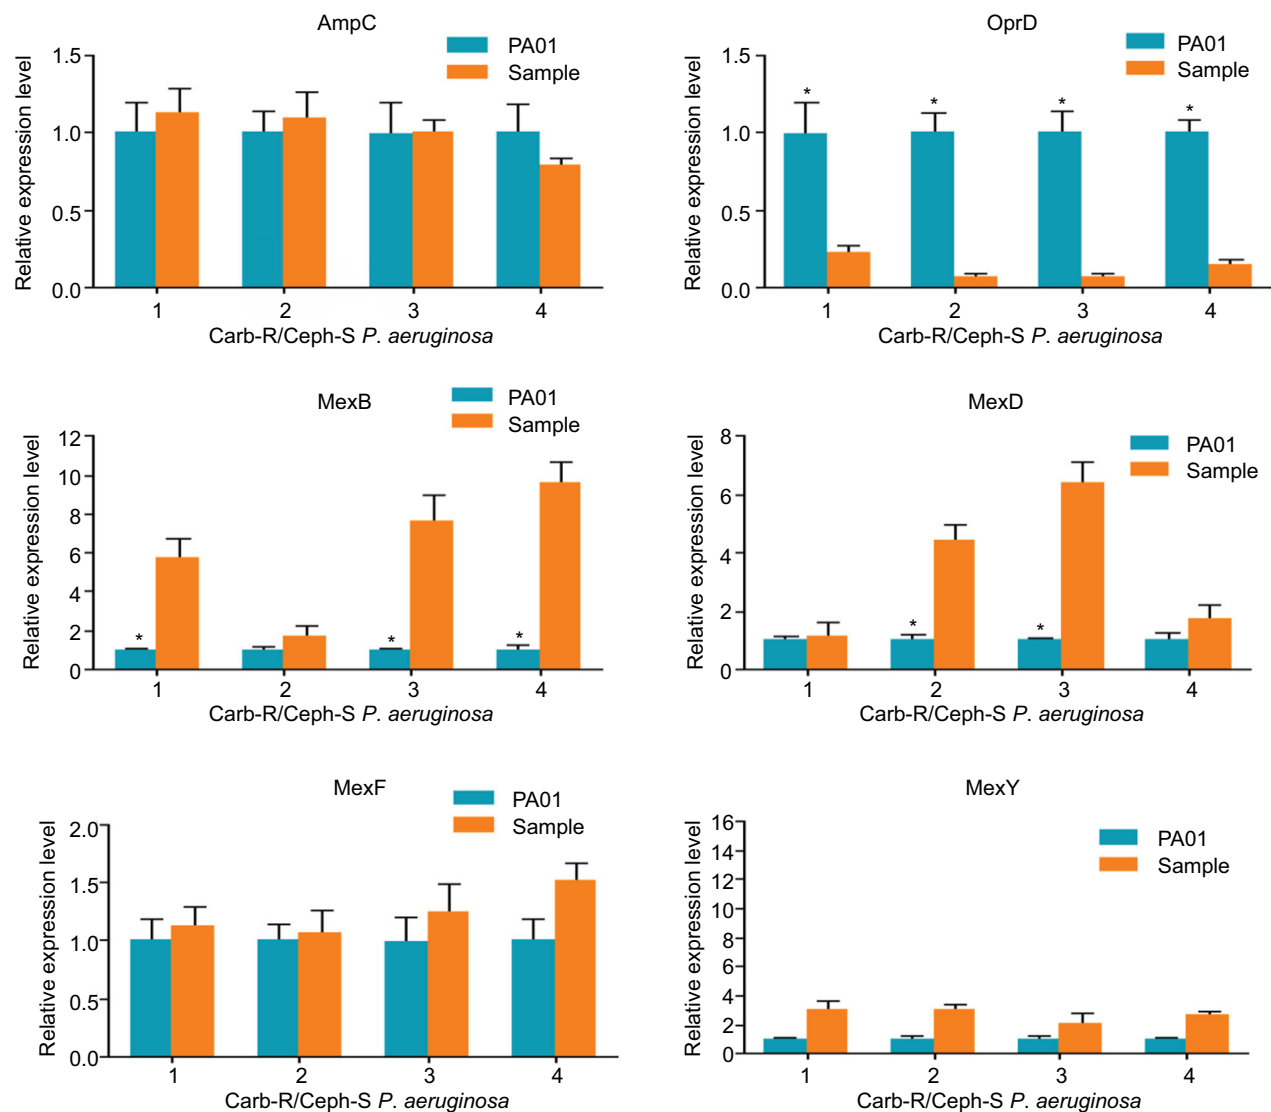 AmpC
PA01
Sample
Relative expression level
1.5
1.0
0.5
0.0
1 2 3 4
Carb-R/Ceph-S P. aeruginosa
OprD
PA01
Sample
Relative expression level
1.5
1.0
0.5
0.0
* * * *
1 2 3 4
Carb-R/Ceph-S P. aeruginosa
MexB
PA01
Sample
Relative expression level
12
10
8
6
4
2
0
* * *
1 2 3 4
Carb-R/Ceph-S P. aeruginosa
MexD
PA01
Sample
Relative expression level
8
6
4
2
0
* *
1 2 3 4
Carb-R/Ceph-S P. aeruginosa
MexF
PA01
Sample
Relative expression level
2.0
1.5
1.0
0.5
0.0
1 2 3 4
Carb-R/Ceph-S P. aeruginosa
MexY
PA01
Sample
Relative expression level
16
14
12
10
8
6
4
2
0
1 2 3 4
Carb-R/Ceph-S P. aeruginosa